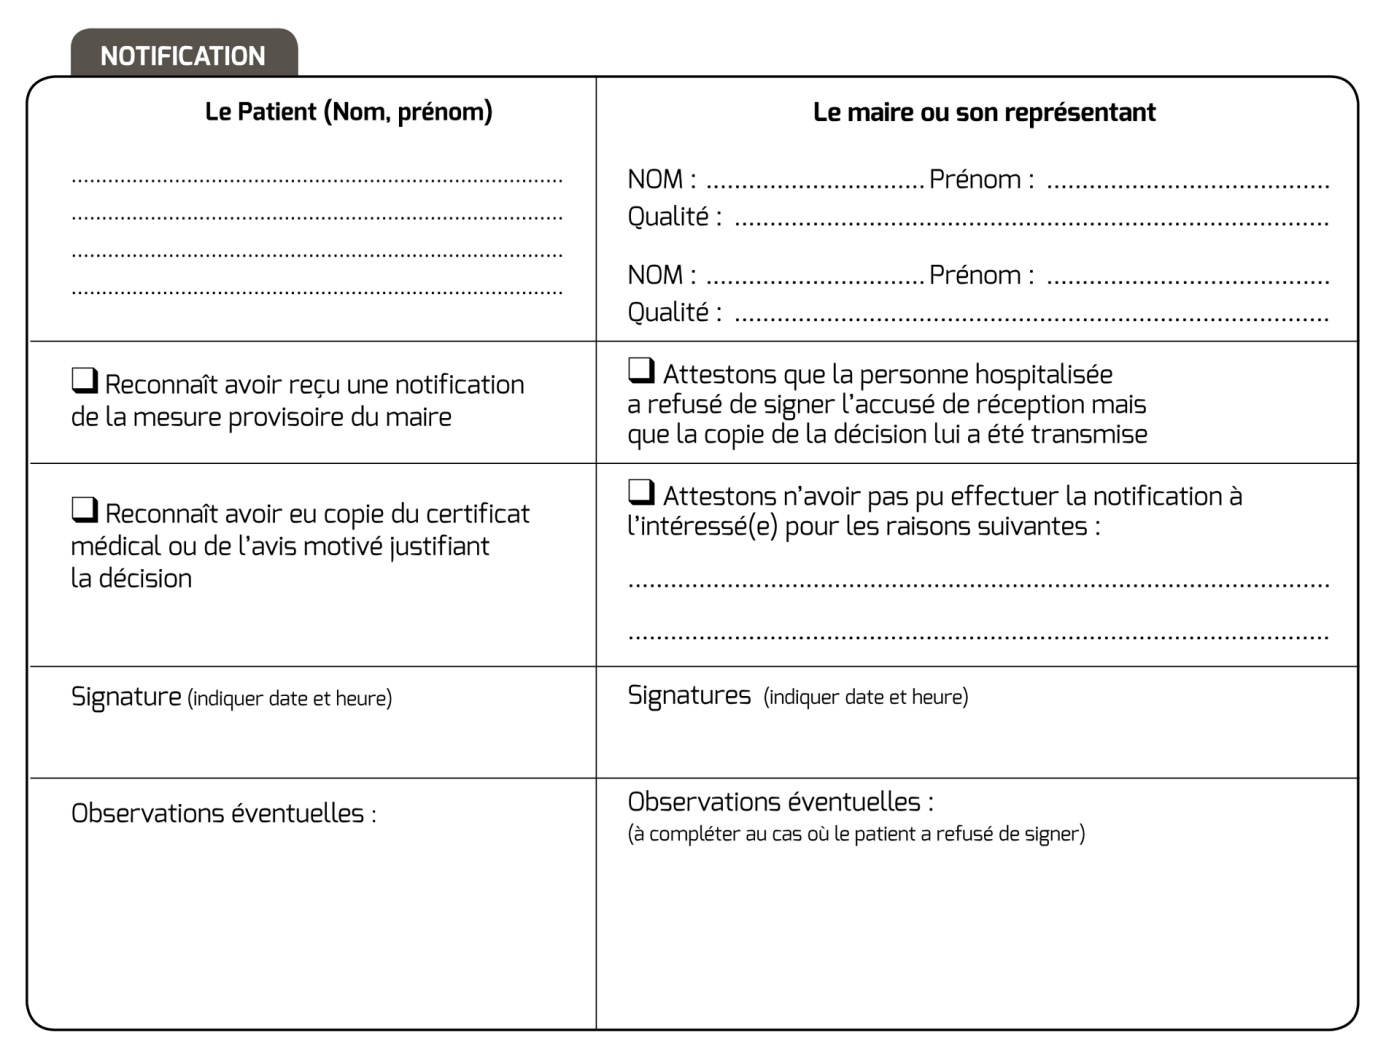 NOTIFICATION
Le Patient (Nom, prénom)
Le maire ou son représentant
NOM : ............................... Prénom : ........................................
Qualité : ....................................................................................
NOM : ............................... Prénom : ........................................
Qualité : ....................................................................................
❑ Reconnaît avoir reçu une notification
de la mesure provisoire du maire
❑ Attestons que la personne hospitalisée
a refusé de signer l’accusé de réception mais
que la copie de la décision lui a été transmise
❑ Reconnaît avoir eu copie du certificat
médical ou de l’avis motivé justifiant
la décision
❑ Attestons n’avoir pas pu effectuer la notification à
l’intéressé(e) pour les raisons suivantes :
Signature (indiquer date et heure)
Signatures (indiquer date et heure)
Observations éventuelles :
Observations éventuelles :
(à compléter au cas où le patient a refusé de signer)